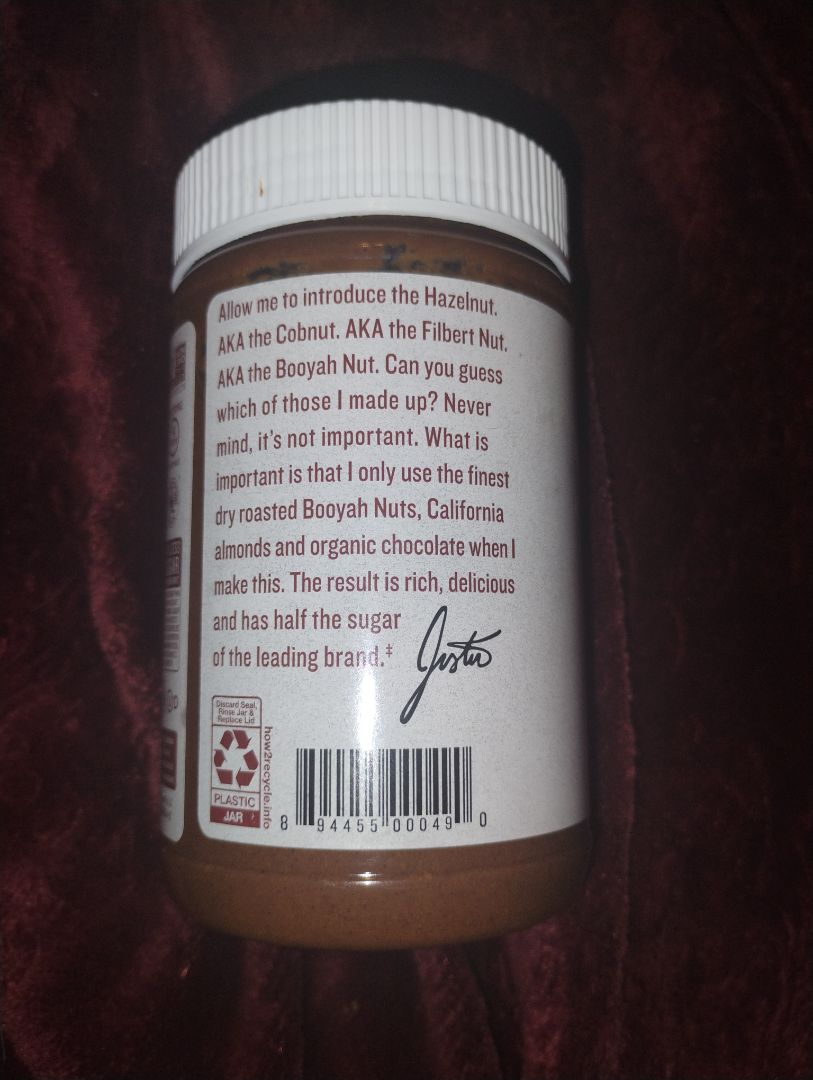 Allow me to introduce the Hazelnut.
AKA the Cobnut. AKA the Filbert Nut.
AKA the Booyah Nut. Can you guess
which of those I made up? Never
mind, it's not important. What is
important is that I only use the finest
dry roasted Booyah Nuts, California
almonds and organic chocolate when I
make this. The result is rich, delicious
and has half the sugar
of the leading brand.‡
Justin
Discard Seal,
Rinse Jar &
Replace Lid
PLASTIC
JAR
how2recycle.info
8 94455 00049 0